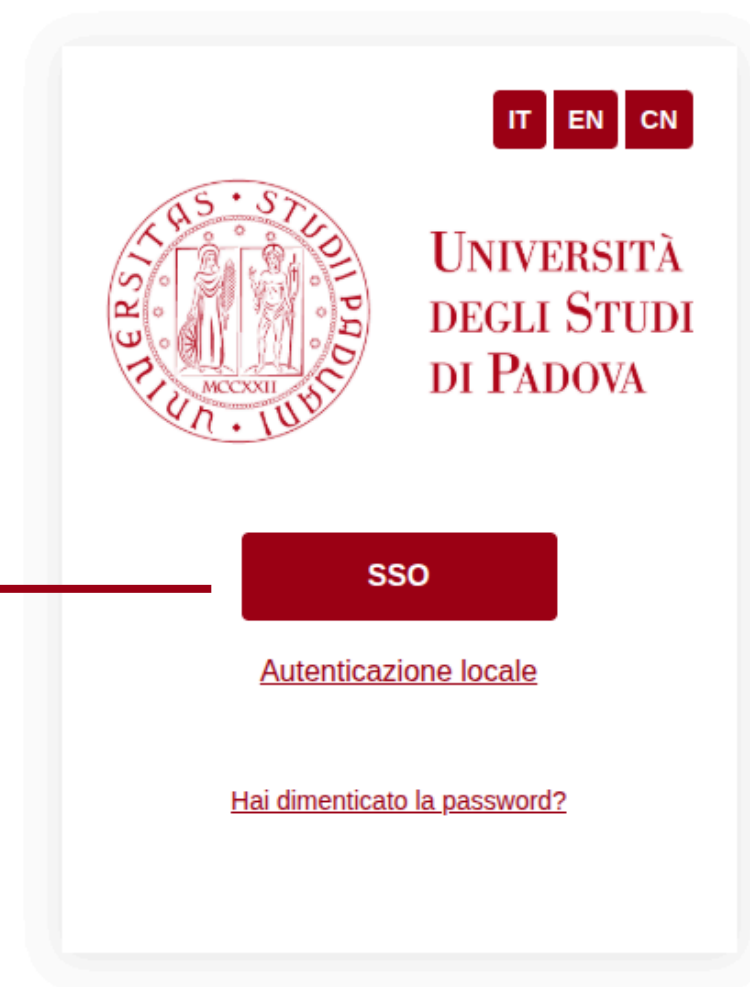 IT EN CN
UNIVERSITAS · STUDII PADUANI ·
MCCXXII
UNIVERSITÀ
DEGLI STUDI
DI PADOVA
SSO
Autenticazione locale
Hai dimenticato la password?